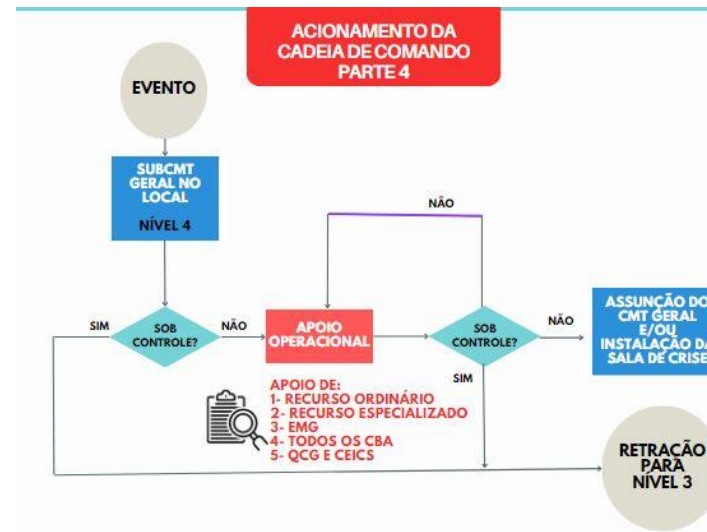 ACIONAMENTO DA
CADEIA DE COMANDO
PARTE 4
EVENTO
SUBCMT
GERAL NO
LOCAL
NÍVEL 4
NÃO
SIM
SOB
CONTROLE?
NÃO
APOIO
OPERACIONAL
SOB
CONTROLE?
NÃO
SIM
ASSUNÇÃO DO
CMT GERAL
E/OU
INSTALAÇÃO DA
SALA DE CRISE
APOIO DE:
1- RECURSO ORDINÁRIO
2- RECURSO ESPECIALIZADO
3- EMG
4- TODOS OS CBA
5- QCG E CEICS
RETRAÇÃO
PARA
NÍVEL 3